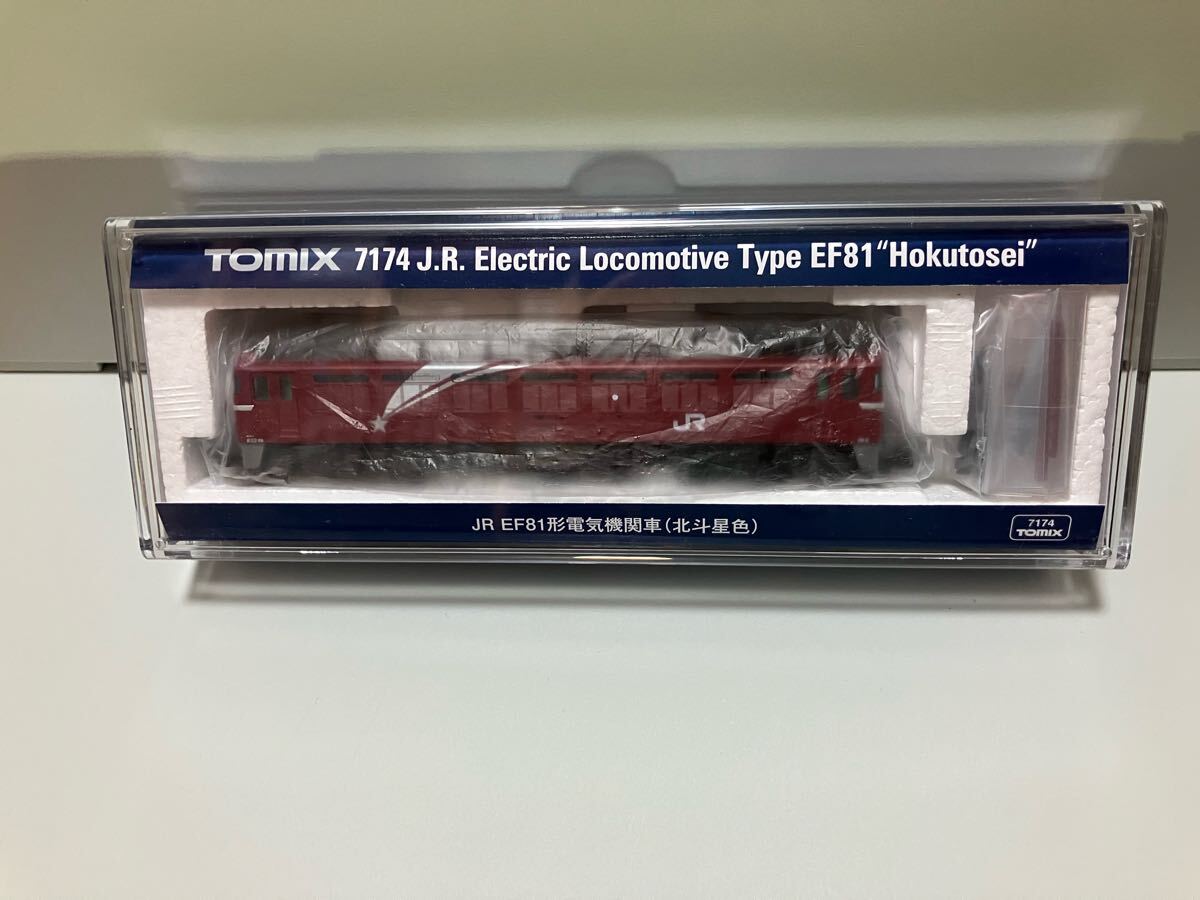 TOMIX 7174 J.R. Electric Locomotive Type EF81 “Hokutosei”
JR
JR EF81形電気機関車（北斗星色）
7174
TOMIX